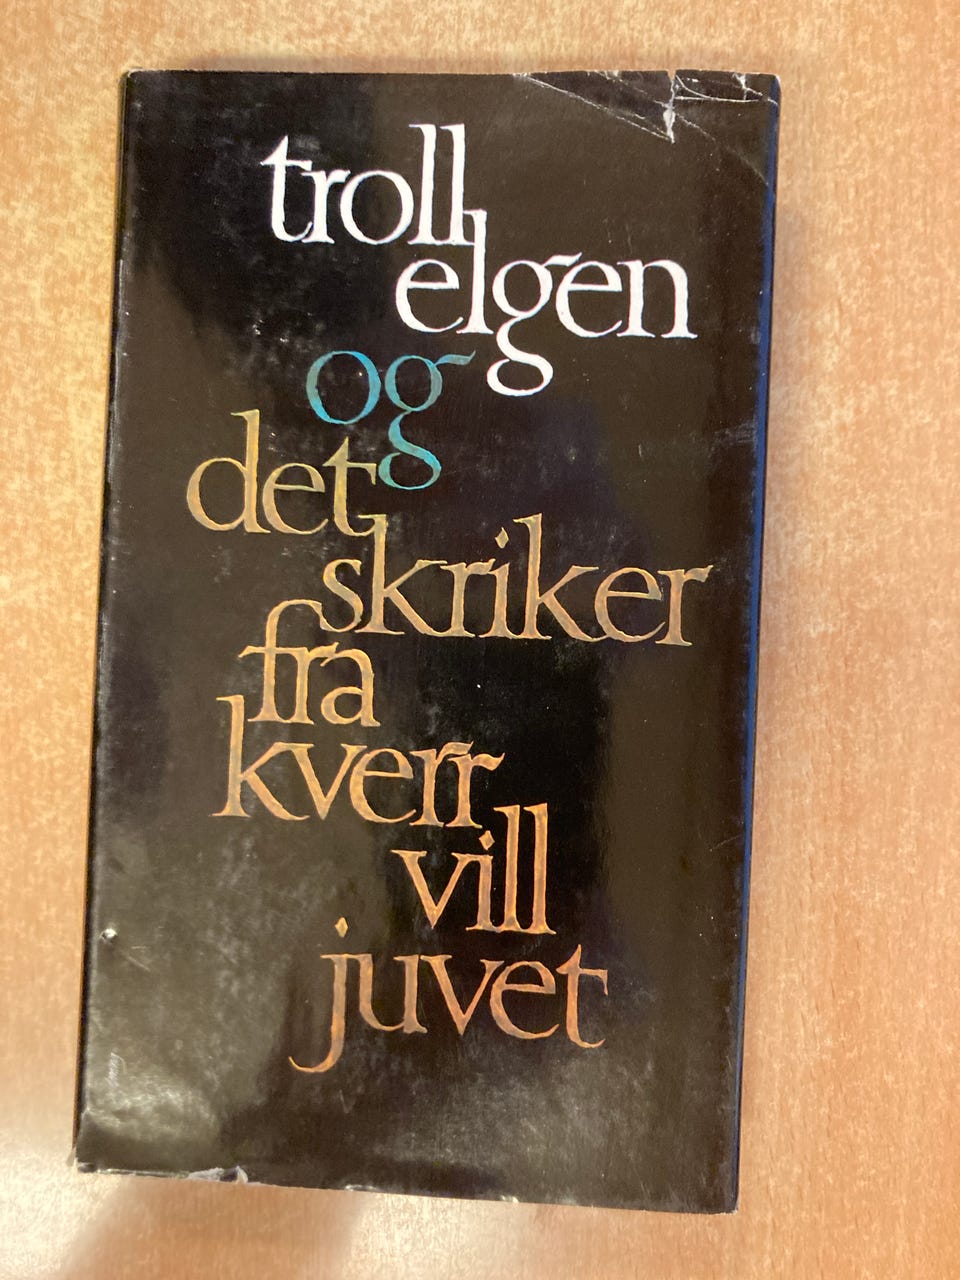 troll
elgen
og
det
skriker
fra
kverr
vill
juvet